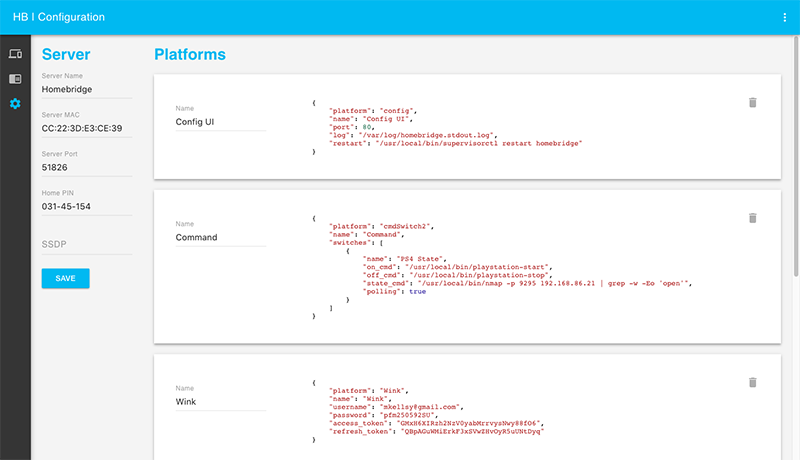 HB I Configuration
Server
Server Name
Homebridge
Server MAC
CC:22:3D:E3:CE:39
Server Port
51826
Home PIN
031-45-154
SSDP
SAVE
Platforms
Name
Config UI
{
"platform": "config",
"name": "Config UI",
"port": 80,
"log": "/var/log/homebridge.stdout.log",
"restart": "/usr/local/bin/supervisorctl restart homebridge"
}
Name
Command
{
"platform": "cmdSwitch2",
"name": "Command",
"switches": [
{
"name": "PS4 State",
"on_cmd": "/usr/local/bin/playstation-start",
"off_cmd": "/usr/local/bin/playstation-stop",
"state_cmd": "/usr/local/bin/nmap -p 9295 192.168.86.21 | grep -w -Eo 'open'",
"polling": true
}
]
}
Name
Wink
{
"platform": "Wink",
"name": "Wink",
"username": "mkellsy@gmail.com",
"password": "pfm250592SU",
"access_token":
"refresh_token":
}